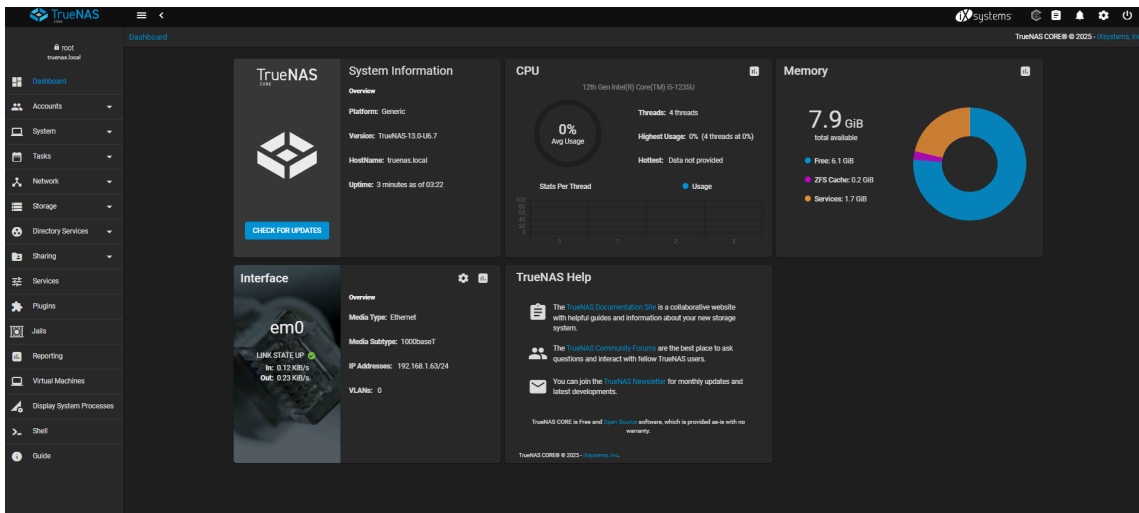 TrueNAS
CORE
iXsystems
root
truenas.local
Dashboard
TrueNAS CORE® © 2025 - iXsystems, Inc
Dashboard
Accounts
System
Tasks
Network
Storage
Directory Services
Sharing
Services
Plugins
Jails
Reporting
Virtual Machines
Display System Processes
Shell
Guide
TrueNAS
CORE
CHECK FOR UPDATES
System Information
Overview
Platform: Generic
Version: TrueNAS-13.0-U6.7
HostName: truenas.local
Uptime: 3 minutes as of 03:22
CPU
12th Gen Intel(R) Core(TM) i5-1235U
0%
Avg Usage
Threads: 4 threads
Highest Usage: 0% (4 threads at 0%)
Hottest: Data not provided
Stats Per Thread
Usage
100
80
60
40
20
0
0 1 2 3
Memory
7.9 GiB
total available
Free: 6.1 GiB
ZFS Cache: 0.2 GiB
Services: 1.7 GiB
Interface
em0
LINK STATE UP
In: 0.12 KiB/s
Out: 0.23 KiB/s
Overview
Media Type: Ethernet
Media Subtype: 1000baseT
IP Addresses: 192.168.1.63/24
VLANs: 0
TrueNAS Help
The TrueNAS Documentation Site is a collaborative website
with helpful guides and information about your new storage
system.
The TrueNAS Community Forums are the best place to ask
questions and interact with fellow TrueNAS users.
You can join the TrueNAS Newsletter for monthly updates and
latest developments.
TrueNAS CORE is Free and Open Source software, which is provided as-is with no
warranty.
TrueNAS CORE® © 2025 - iXsystems, Inc.